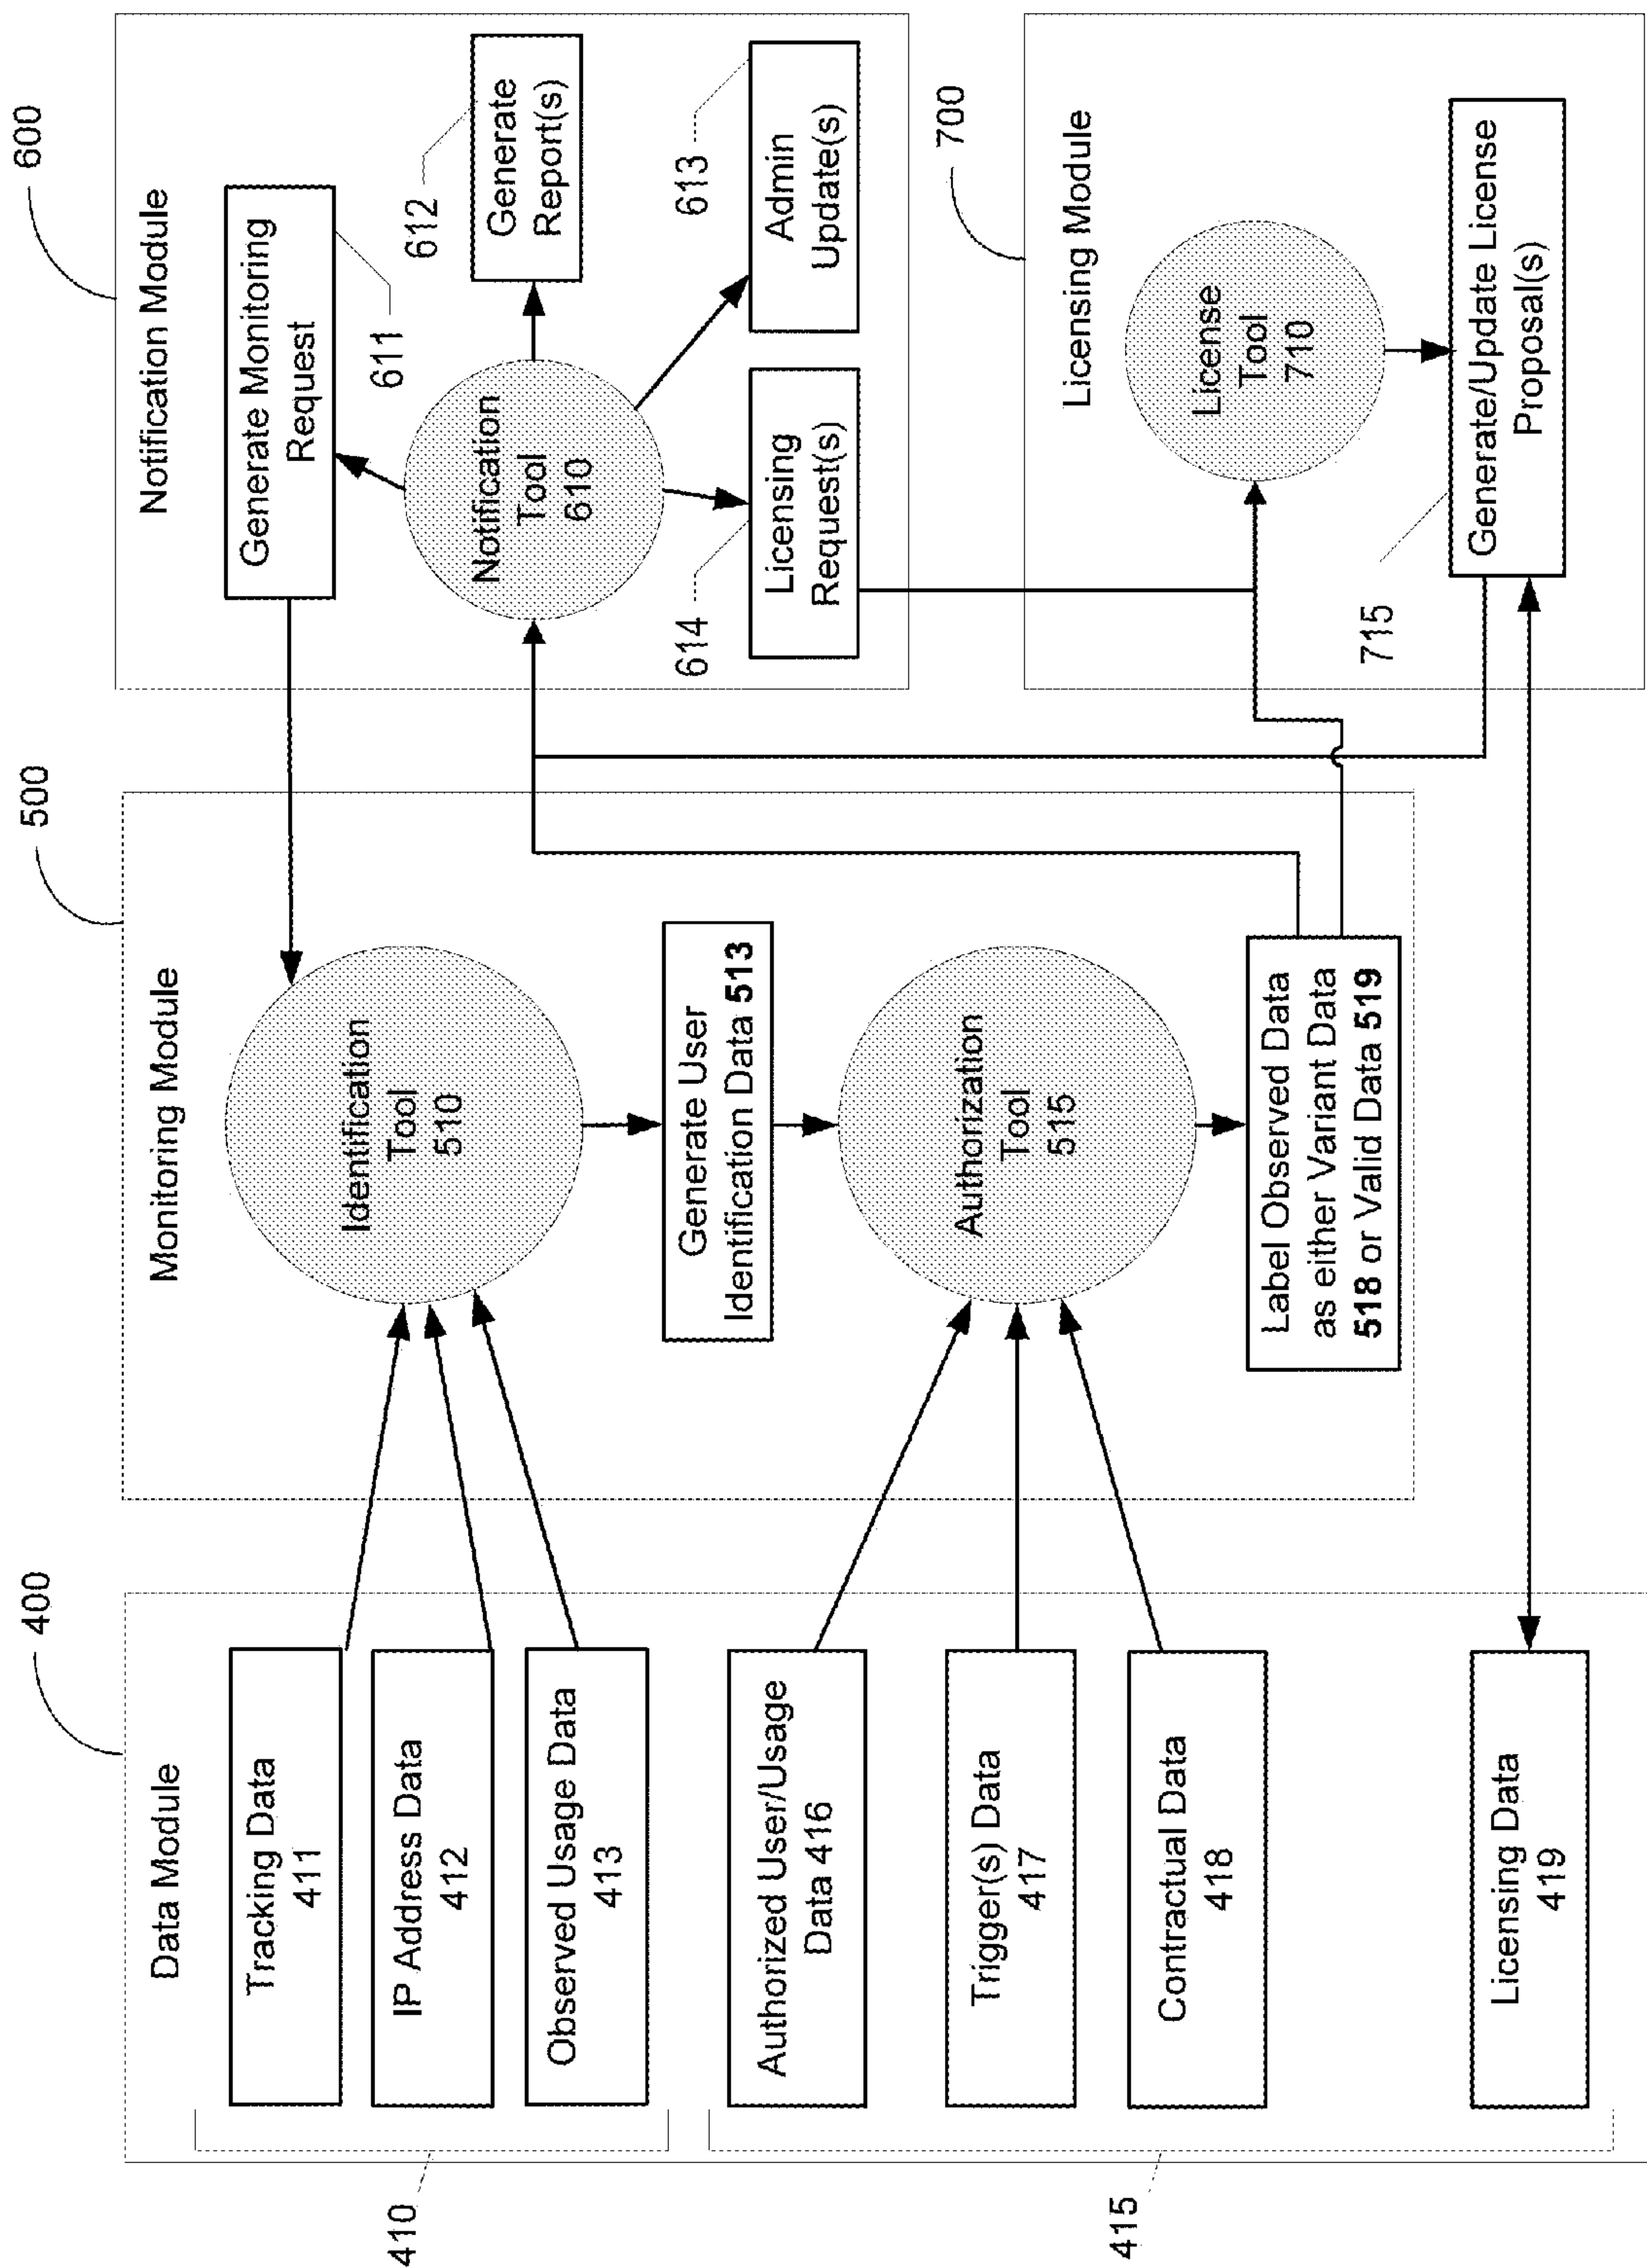 400
Data Module
410
Tracking Data
411
IP Address Data
412
Observed Usage Data
413
415
Authorized User/Usage
Data 416
Trigger(s) Data
417
Contractual Data
418
Licensing Data
419
500
Monitoring Module
Identification
Tool
510
Generate User
Identification Data 513
Authorization
Tool
515
Label Observed Data
as either Variant Data
518 or Valid Data 519
600
Notification Module
Generate Monitoring
Request
611
Notification
Tool
610
612
Generate
Report(s)
613
Admin
Update(s)
614
Licensing
Request(s)
700
Licensing Module
License
Tool
710
715
Generate/Update License
Proposal(s)